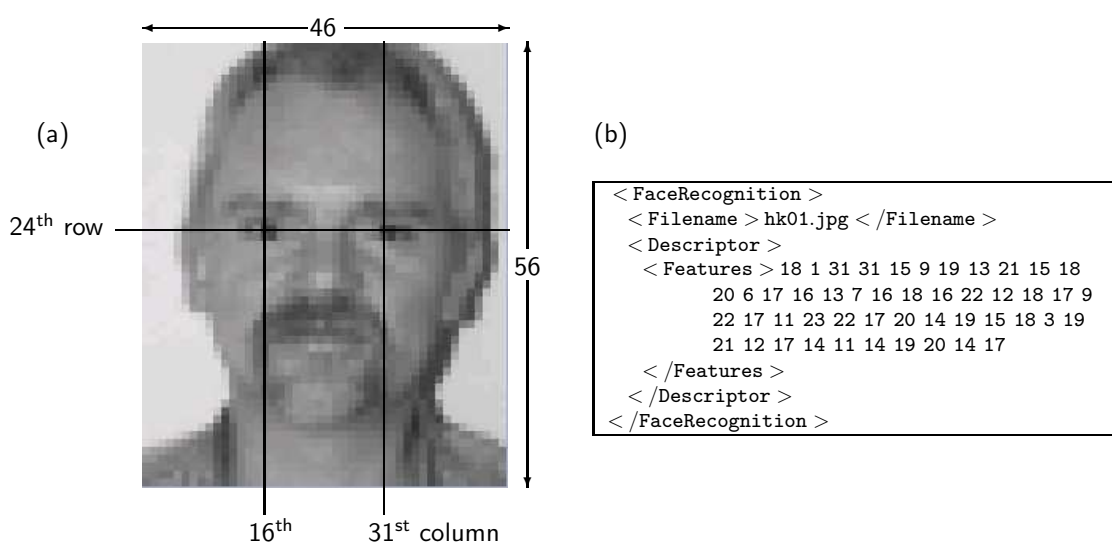 46
(a)
24th row
56
16th
31st column
(b)
< FaceRecognition >
< Filename > hk01.jpg < /Filename >
< Descriptor >
< Features > 18 1 31 31 15 9 19 13 21 15 18
20 6 17 16 13 7 16 18 16 22 12 18 17 9
22 17 11 23 22 17 20 14 19 15 18 3 19
21 12 17 14 11 14 19 20 14 17
< /Features >
< /Descriptor >
< /FaceRecognition >